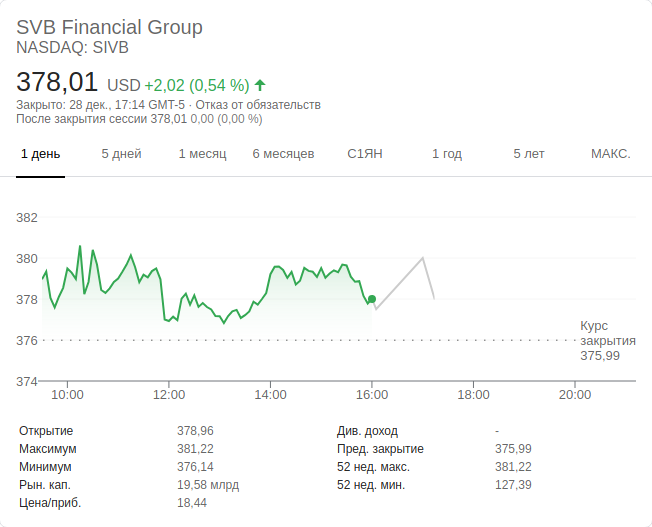 SVB Financial Group
NASDAQ: SIVB
378,01 USD +2,02 (0,54 %)
Закрыто: 28 дек., 17:14 GMT-5 · Отказ от обязательств
После закрытия сессии 378,01 0,00 (0,00 %)
1 день 5 дней 1 месяц 6 месяцев С1ЯН 1 год 5 лет МАКС.
382
380
378
376
374
Курс
закрытия
375,99
10:00 12:00 14:00 16:00 18:00 20:00
Открытие 378,96 Див. доход -
Максимум 381,22 Пред. закрытие 375,99
Минимум 376,14 52 нед. макс. 381,22
Рын. кап. 19,58 млрд 52 нед. мин. 127,39
Цена/приб. 18,44